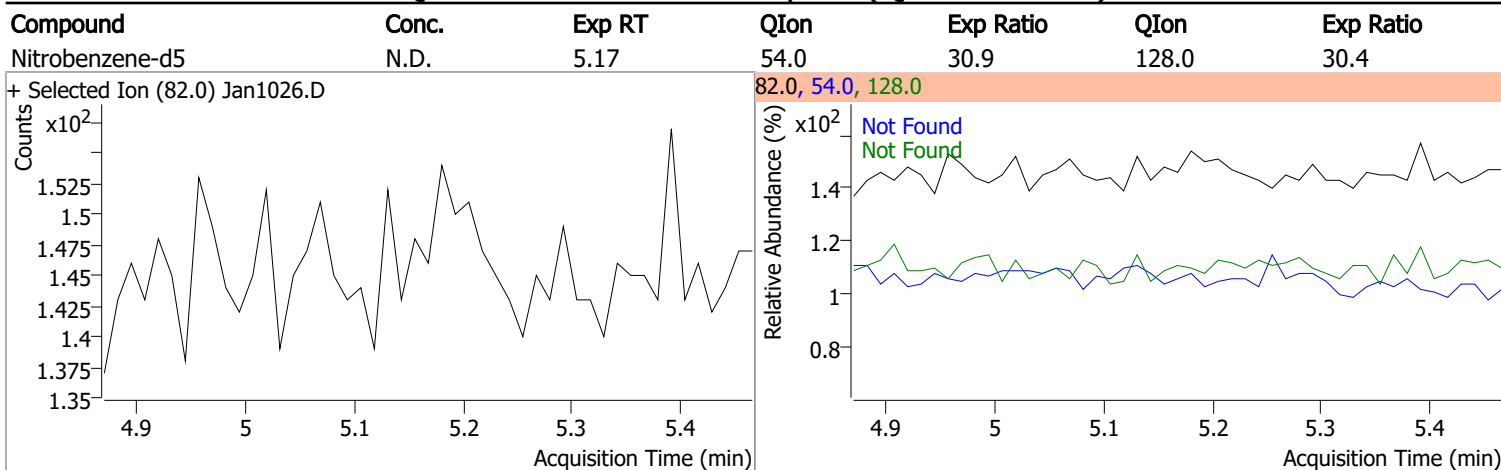 Compound Conc. Exp RT QIon Exp Ratio QIon Exp Ratio
Nitrobenzene-d5 N.D. 5.17 54.0 30.9 128.0 30.4
+ Selected Ion (82.0) Jan1026.D
Counts
x10²
1.525
1.5
1.475
1.45
1.425
1.4
1.375
1.35
4.9 5 5.1 5.2 5.3 5.4
Acquisition Time (min)
82.0, 54.0, 128.0
Relative Abundance (%)
x10²
Not Found
Not Found
1.4
1.2
1
0.8
4.9 5 5.1 5.2 5.3 5.4
Acquisition Time (min)